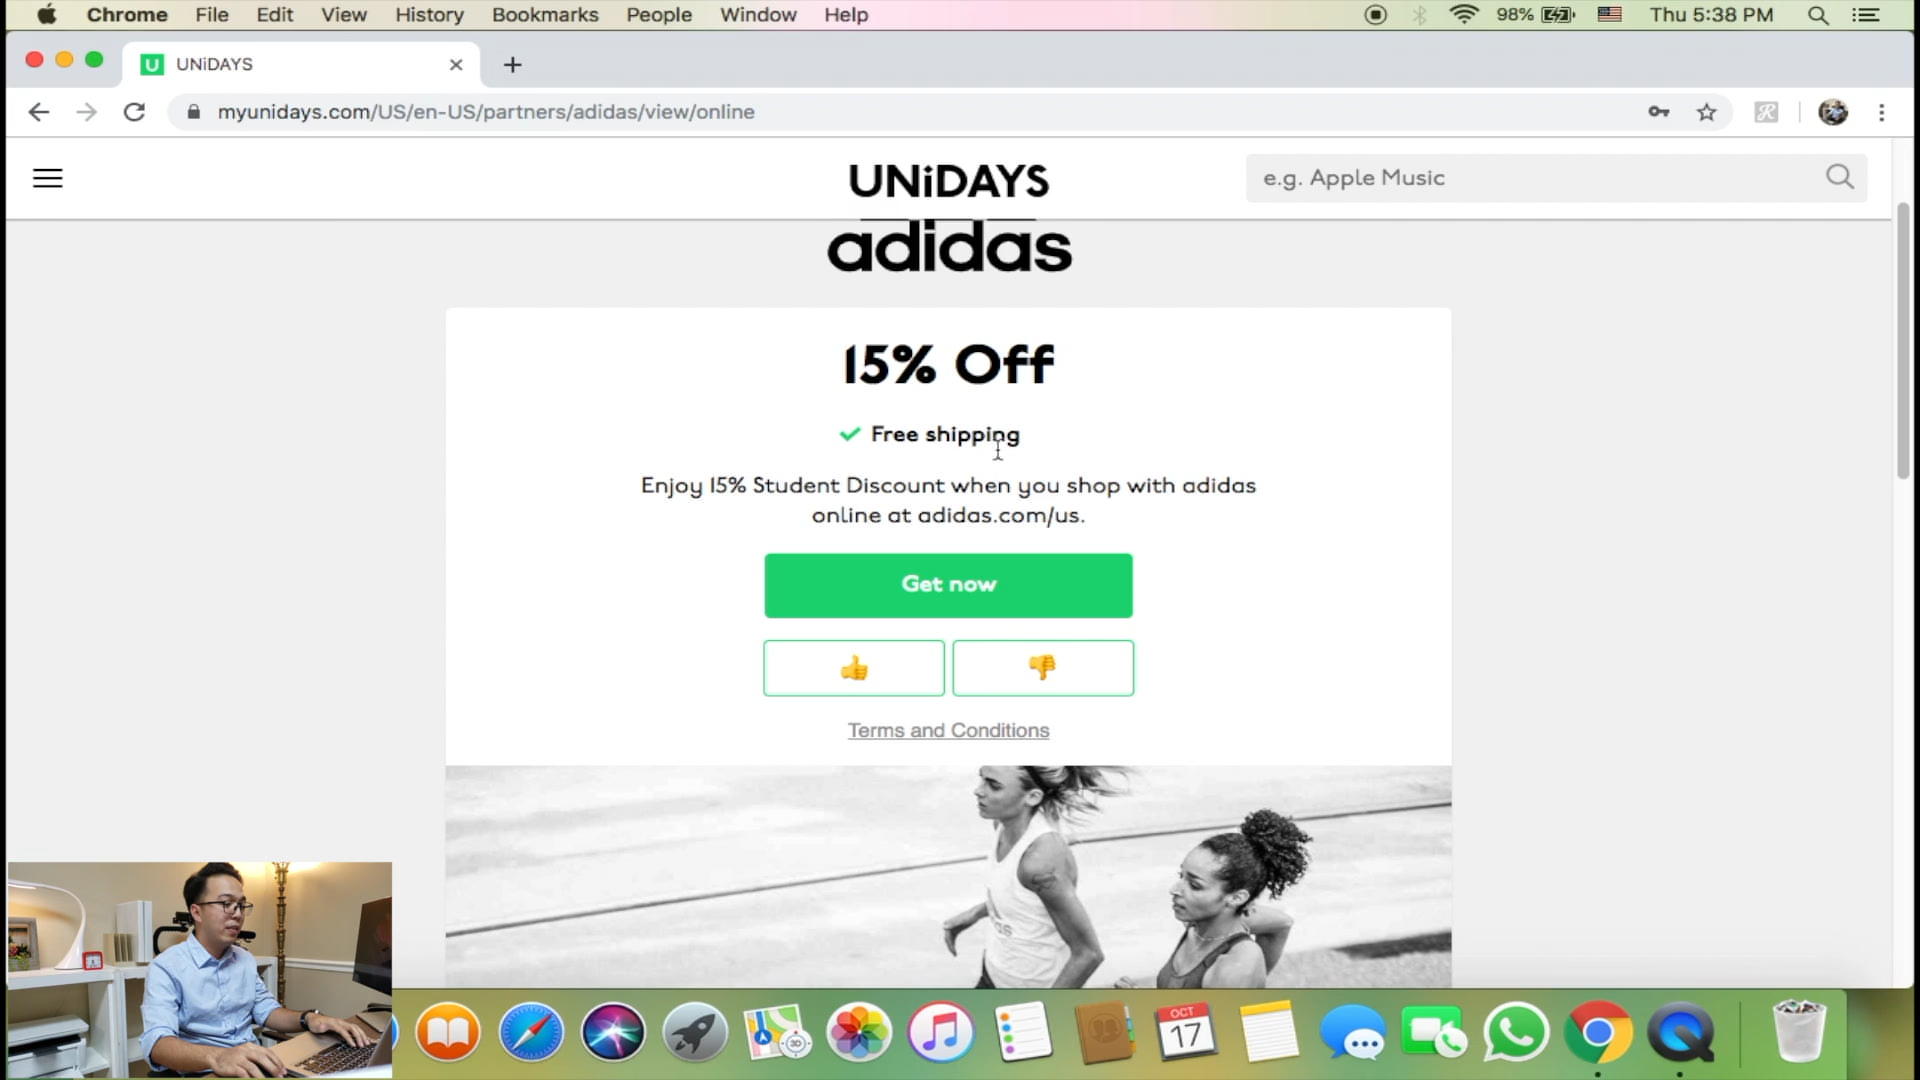 Chrome File Edit View History Bookmarks People Window Help 98% Thu 5:38 PM
U UNiDAYS
myunidays.com/US/en-US/partners/adidas/view/online
UNiDAYS e.g. Apple Music
adidas
15% Off
Free shipping
Enjoy 15% Student Discount when you shop with adidas
online at adidas.com/us.
Get now
Terms and Conditions
3D
OCT
17